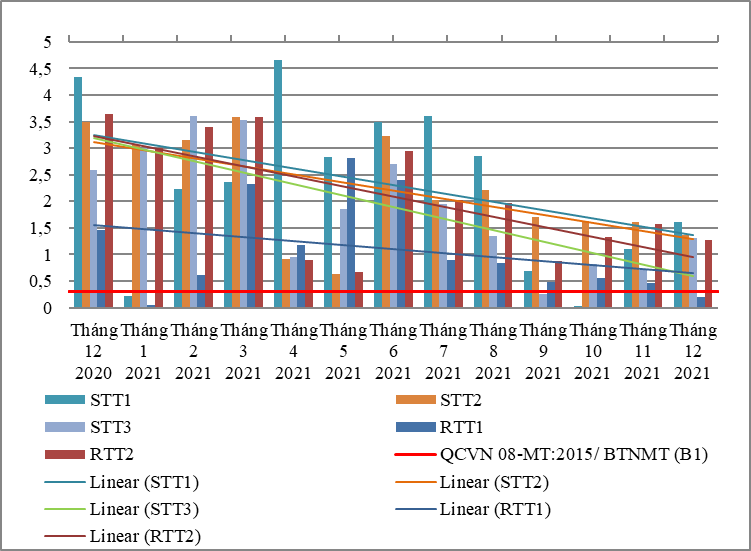 5
4,5
4
3,5
3
2,5
2
1,5
1
0,5
0
Tháng Tháng Tháng Tháng Tháng Tháng Tháng Tháng Tháng Tháng Tháng Tháng Tháng
12 1 2 3 4 5 6 7 8 9 10 11 12
2020 2021 2021 2021 2021 2021 2021 2021 2021 2021 2021 2021 2021
STT1 STT2
STT3 RTT1
RTT2 QCVN 08-MT:2015/ BTNMT (B1)
Linear (STT1) Linear (STT2)
Linear (STT3) Linear (RTT1)
Linear (RTT2)